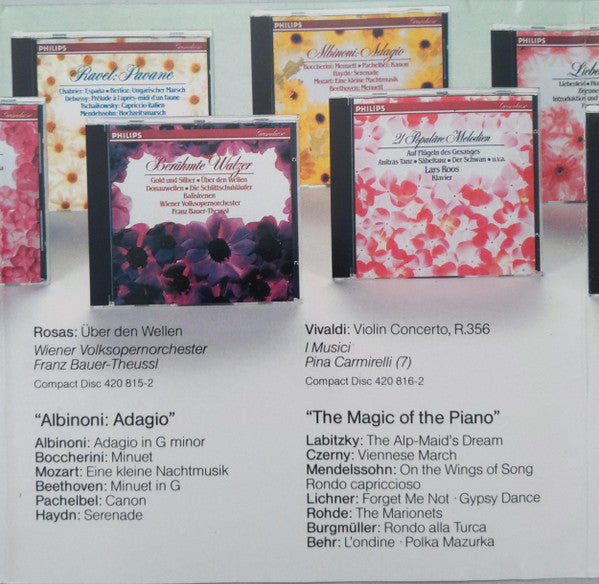 PHILIPS
Grandioso
Ravel: Pavane
Chabrier: España • Berlioz: Ungarischer Marsch
Debussy: Prélude à l'après-midi d'un faune
Tschaikowsky: Capriccio italien
Mendelssohn: Hochzeitsmarsch
PHILIPS
Grandioso
Albinoni: Adagio
Boccherini: Menuett • Pachelbel: Kanon
Haydn: Serenade
Mozart: Eine kleine Nachtmusik
Beethoven: Menuett
PHILIPS
Liebe
Liebesleid
Introduktion und
PHILIPS
Grandioso
Berühmte Walzer
Gold und Silber • Über den Wellen
Donauwellen • Die Schlittschuhläufer
Ballsirenen
Wiener Volksopernorchester
Franz Bauer-Theussl
PHILIPS
Grandioso
21 Populäre Melodien
Auf Flügeln des Gesanges
Anitras Tanz • Säbeltanz • Der Schwan • u.v.a.
Lars Roos
Klavier
Rosas: Über den Wellen
Wiener Volksopernorchester
Franz Bauer-Theussl
Compact Disc 420 815-2
"Albinoni: Adagio"
Albinoni: Adagio in G minor
Boccherini: Minuet
Mozart: Eine kleine Nachtmusik
Beethoven: Minuet in G
Pachelbel: Canon
Haydn: Serenade
Vivaldi: Violin Concerto, R.356
I Musici
Pina Carmirelli (7)
Compact Disc 420 816-2
"The Magic of the Piano"
Labitzky: The Alp-Maid's Dream
Czerny: Viennese March
Mendelssohn: On the Wings of Song
Rondo capriccioso
Lichner: Forget Me Not · Gypsy Dance
Rohde: The Marionets
Burgmüller: Rondo alla Turca
Behr: L'ondine · Polka Mazurka